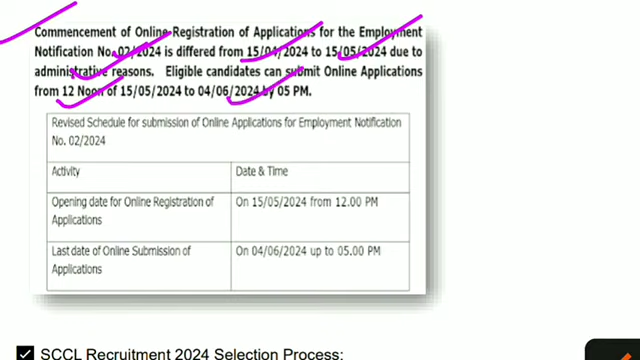 Commencement of Online Registration of Applications for the Employment
Notification No. 02/2024 is differed from 15/04/2024 to 15/05/2024 due to
administrative reasons. Eligible candidates can submit Online Applications
from 12 Noon of 15/05/2024 to 04/06/2024 by 05 PM.
Revised Schedule for submission of Online Applications for Employment Notification
No. 02/2024
Activity Date & Time
Opening date for Online Registration of On 15/05/2024 from 12.00 PM
Applications
Last date of Online Submission of On 04/06/2024 up to 05.00 PM
Applications
SCCL Recruitment 2024 Selection Process: